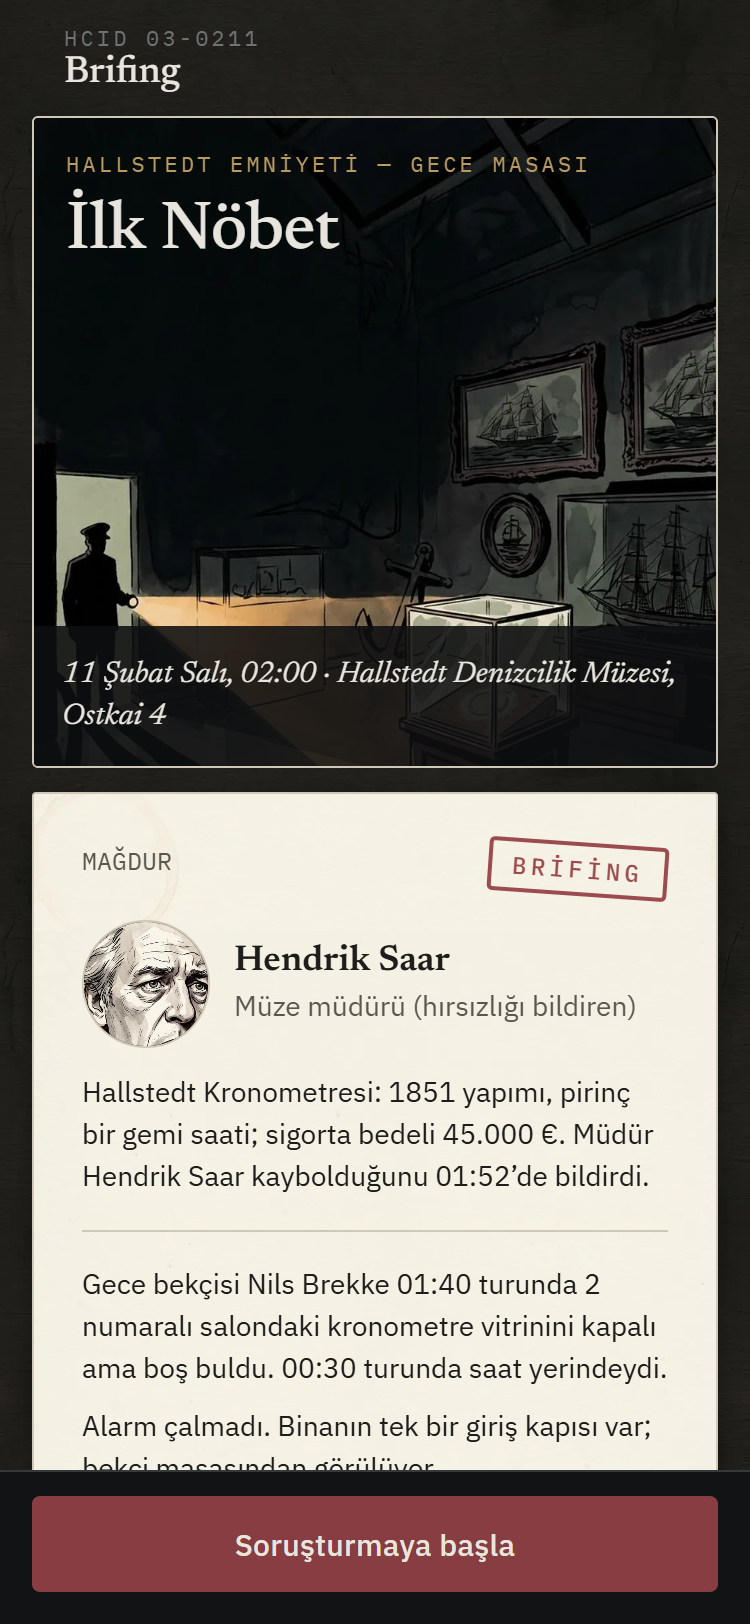 HCID 03-0211
Brifing
HALLSTEDT EMNİYETİ — GECE MASASI
İlk Nöbet
11 Şubat Salı, 02:00 · Hallstedt Denizcilik Müzesi,
Ostkai 4
MAĞDUR
BRİFİNG
Hendrik Saar
Müze müdürü (hırsızlığı bildiren)
Hallstedt Kronometresi: 1851 yapımı, pirinç
bir gemi saati; sigorta bedeli 45.000 €. Müdür
Hendrik Saar kaybolduğunu 01:52’de bildirdi.
Gece bekçisi Nils Brekke 01:40 turunda 2
numaralı salondaki kronometre vitrinini kapalı
ama boş buldu. 00:30 turunda saat yerindeydi.
Alarm çalmadı. Binanın tek bir giriş kapısı var;
bekçi masasından görülüyor.
Soruşturmaya başla